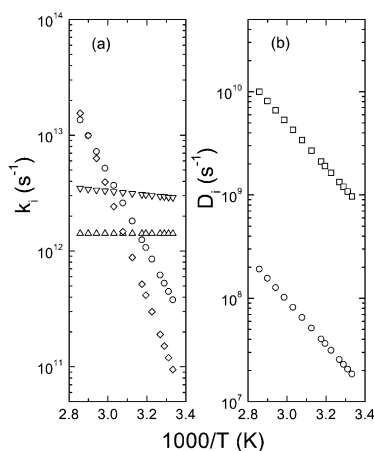 (a)
(b)
k_i (s^-1)
D_i (s^-1)
10^14
10^13
10^12
10^11
10^10
10^9
10^8
10^7
2.8 3.0 3.2 3.4
2.8 3.0 3.2 3.4
1000/T (K)